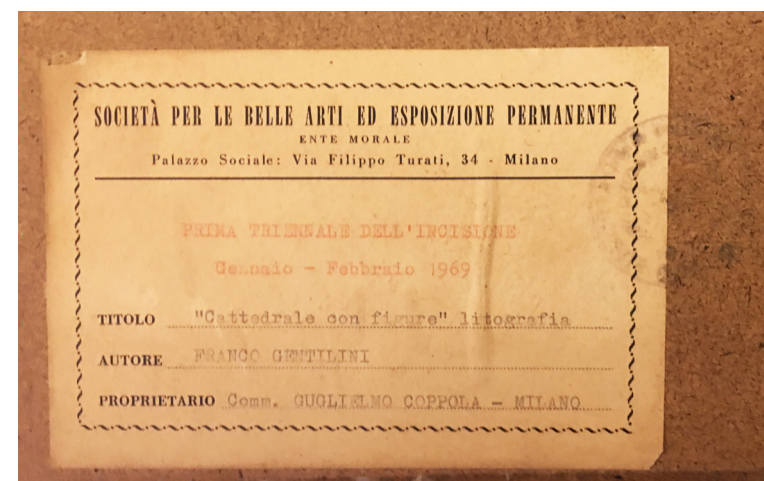 SOCIETÀ PER LE BELLE ARTI ED ESPOSIZIONE PERMANENTE
ENTE MORALE
Palazzo Sociale: Via Filippo Turati, 34 - Milano
PRIMA TRIENNALE DELL'INCISIONE
Gennaio - Febbraio 1969
TITOLO "Cattedrale con figure" litografia
AUTORE FRANCO GENTILINI
PROPRIETARIO Comm. GUGLIELMO COPPOLA - MILANO